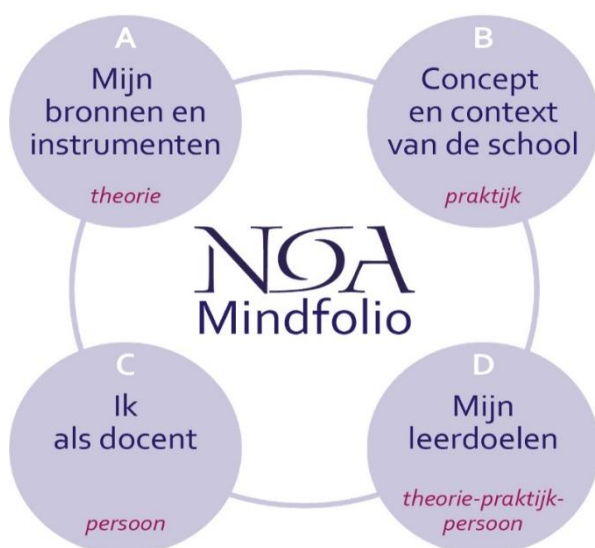 A
Mijn
bronnen en
instrumenten
theorie
B
Concept
en context
van de school
praktijk
NOA
Mindfolio
C
Ik
als docent
persoon
D
Mijn
leerdoelen
theorie-praktijk-
persoon